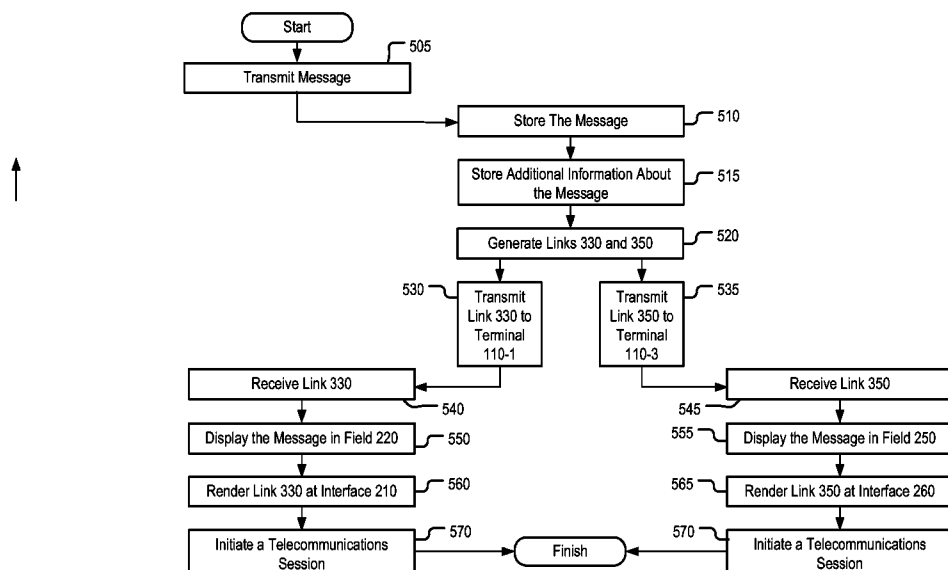 Start
505
Transmit Message
Store The Message
510
Store Additional Information About
the Message
515
Generate Links 330 and 350
520
530
Transmit
Link 330 to
Terminal
110-1
Transmit
Link 350 to
Terminal
110-3
535
Receive Link 330
540
Receive Link 350
545
Display the Message in Field 220
550
555
Display the Message in Field 250
Render Link 330 at Interface 210
560
565
Render Link 350 at Interface 260
Initiate a Telecommunications
Session
570
Finish
570
Initiate a Telecommunications
Session